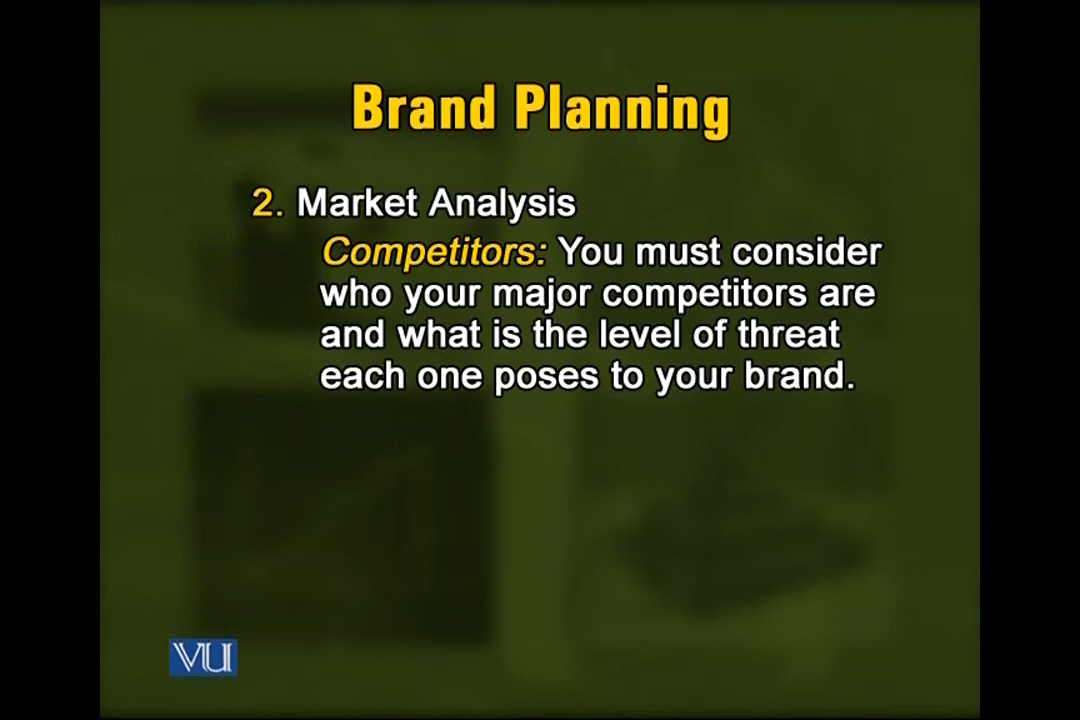 Brand Planning
2. Market Analysis
Competitors: You must consider
who your major competitors are
and what is the level of threat
each one poses to your brand.
VU